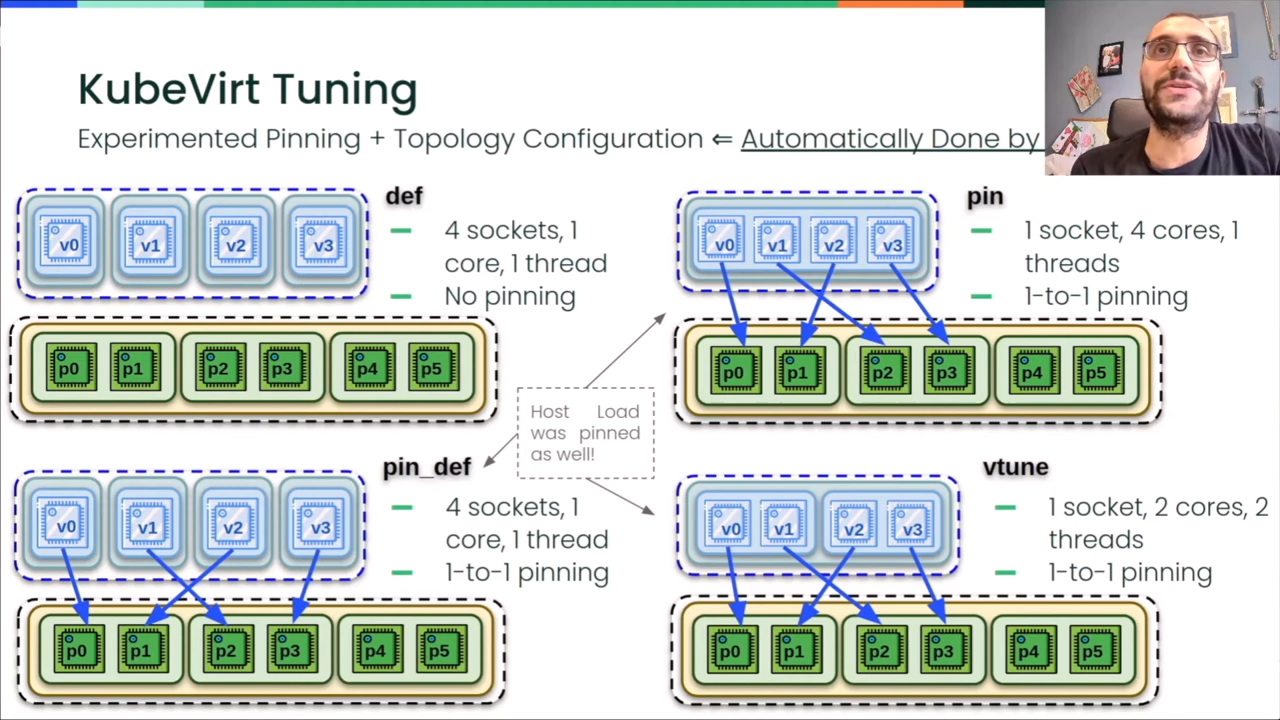 KubeVirt Tuning
Experimented Pinning + Topology Configuration ⇐ Automatically Done by
def
4 sockets, 1
core, 1 thread
No pinning
v0 v1 v2 v3
p0 p1 p2 p3 p4 p5
pin
1 socket, 4 cores, 1
threads
1-to-1 pinning
v0 v1 v2 v3
p0 p1 p2 p3 p4 p5
Host Load
was pinned
as well!
pin_def
4 sockets, 1
core, 1 thread
1-to-1 pinning
v0 v1 v2 v3
p0 p1 p2 p3 p4 p5
vtune
1 socket, 2 cores, 2
threads
1-to-1 pinning
v0 v1 v2 v3
p0 p1 p2 p3 p4 p5